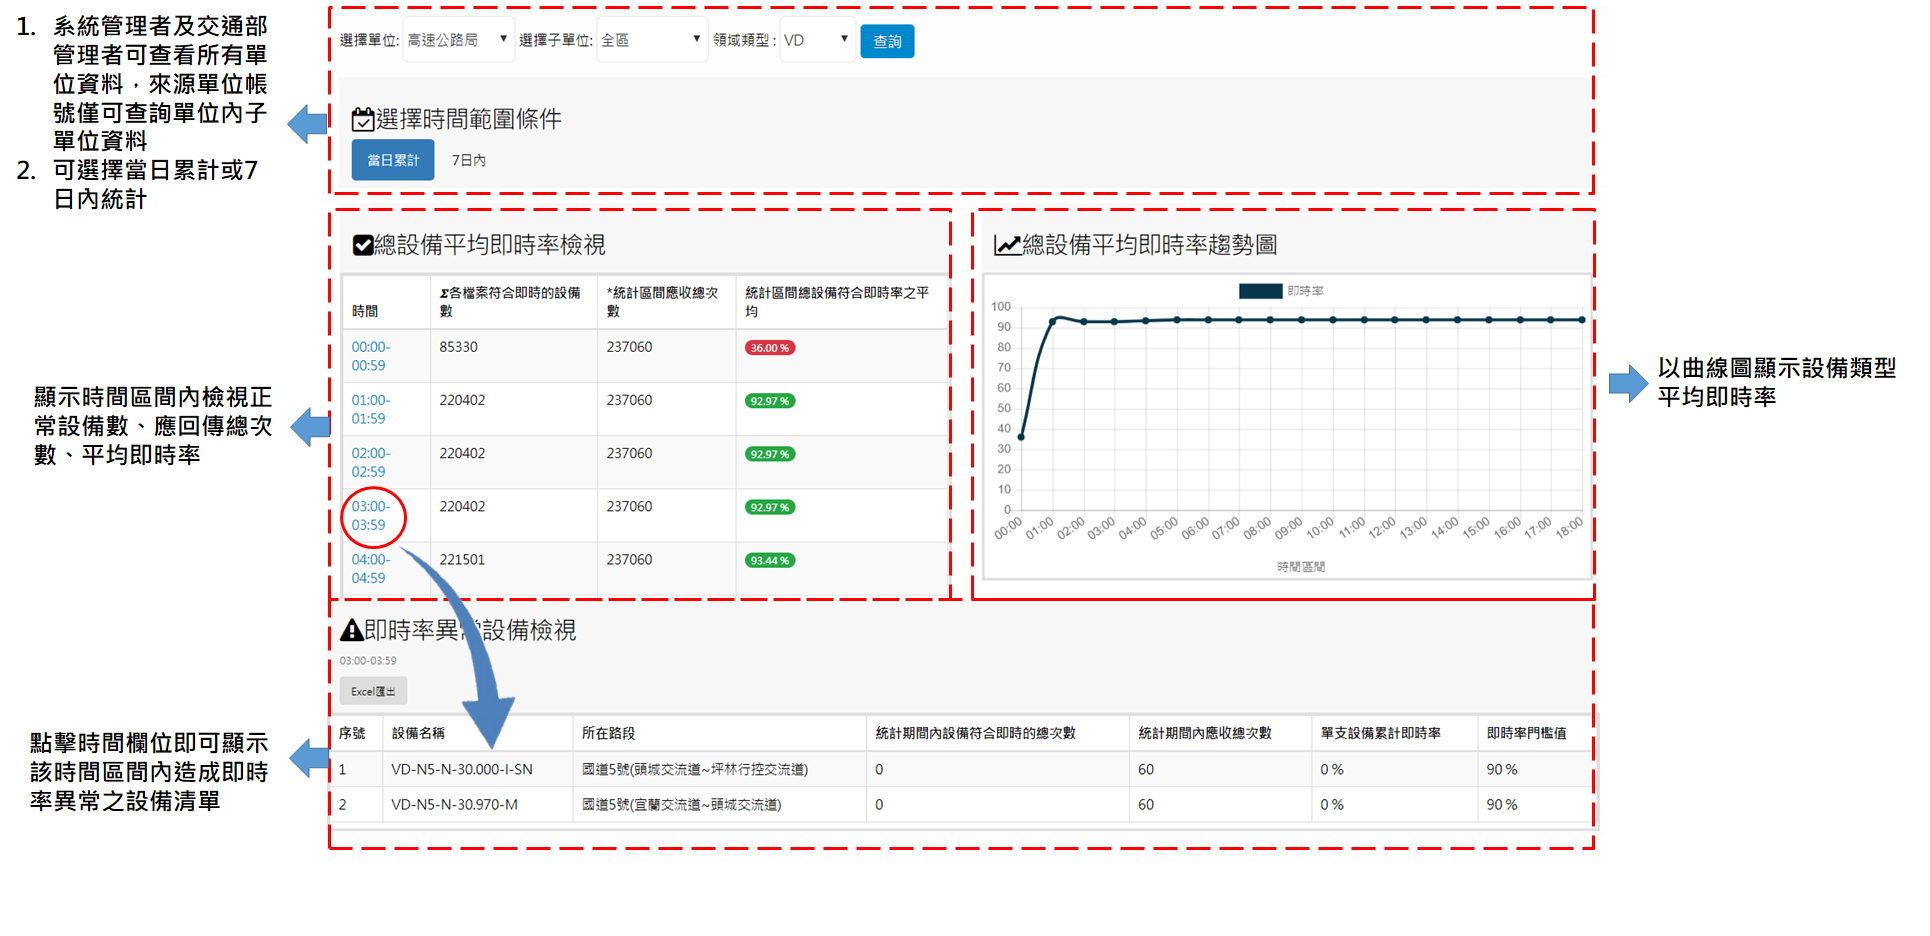 1. 系統管理者及交通部
管理者可查看所有單
位資料，來源單位帳
號僅可查詢單位內子
單位資料
2. 可選擇當日累計或7
日內統計
選擇單位: 高速公路局 ▼ 選擇子單位: 全區 ▼ 領域類型 : VD ▼ 查詢
選擇時間範圍條件
當日累計 7日內
顯示時間區間內檢視正
常設備數、應回傳總次
數、平均即時率
總設備平均即時率檢視
時間
Σ各檔案符合即時的設備
數
*統計區間應收總次
數
統計區間總設備符合即時率之平
均
00:00-
00:59
85330 237060 36.00 %
01:00-
01:59
220402 237060 92.97 %
02:00-
02:59
220402 237060 92.97 %
03:00-
03:59
220402 237060 92.97 %
04:00-
04:59
221501 237060 93.44 %
總設備平均即時率趨勢圖
即時率
100
90
80
70
60
50
40
30
20
10
0
00:00 01:00 02:00 03:00 04:00 05:00 06:00 07:00 08:00 09:00 10:00 11:00 12:00 13:00 14:00 15:00 16:00 17:00 18:00
時間區間
以曲線圖顯示設備類型
平均即時率
點擊時間欄位即可顯示
該時間區間內造成即時
率異常之設備清單
即時率異常設備檢視
03:00-03:59
Excel匯出
序號 設備名稱 所在路段 統計期間內設備符合即時的總次數 統計期間內應收總次數 單支設備累計即時率 即時率門檻值
1 VD-N5-N-30.000-I-SN 國道5號(頭城交流道~坪林行控交流道) 0 60 0 % 90 %
2 VD-N5-N-30.970-M 國道5號(宜蘭交流道~頭城交流道) 0 60 0 % 90 %